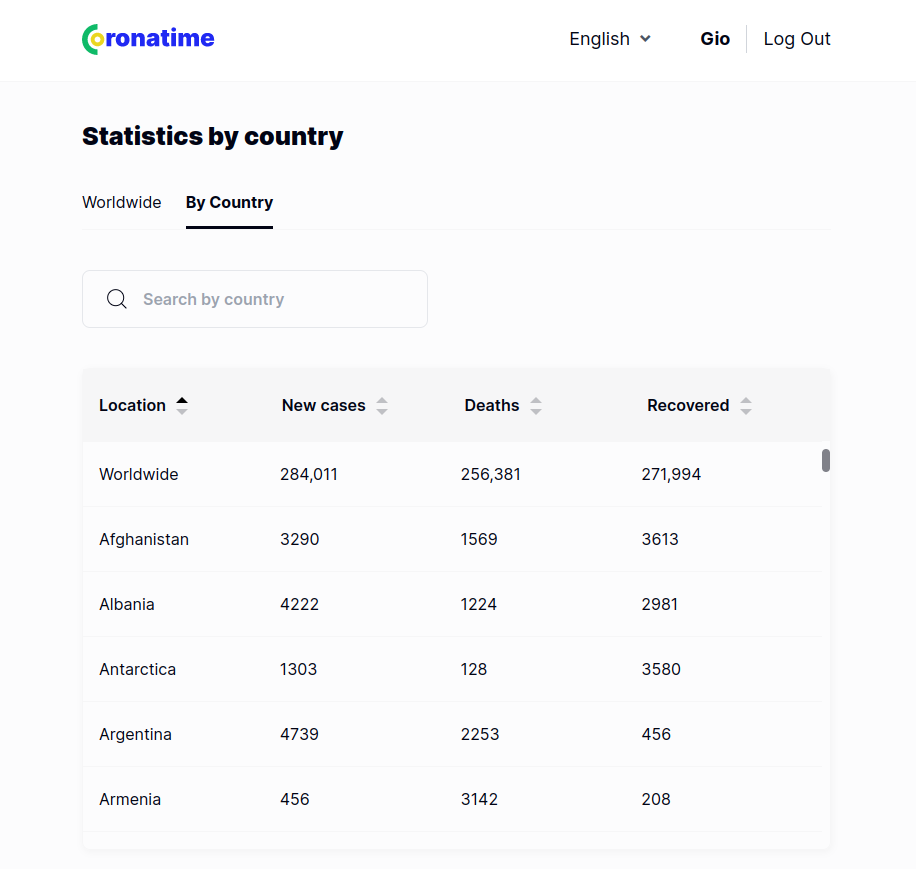 Coronatime English Gio Log Out
Statistics by country
Worldwide By Country
Search by country
Location New cases Deaths Recovered
Worldwide 284,011 256,381 271,994
Afghanistan 3290 1569 3613
Albania 4222 1224 2981
Antarctica 1303 128 3580
Argentina 4739 2253 456
Armenia 456 3142 208